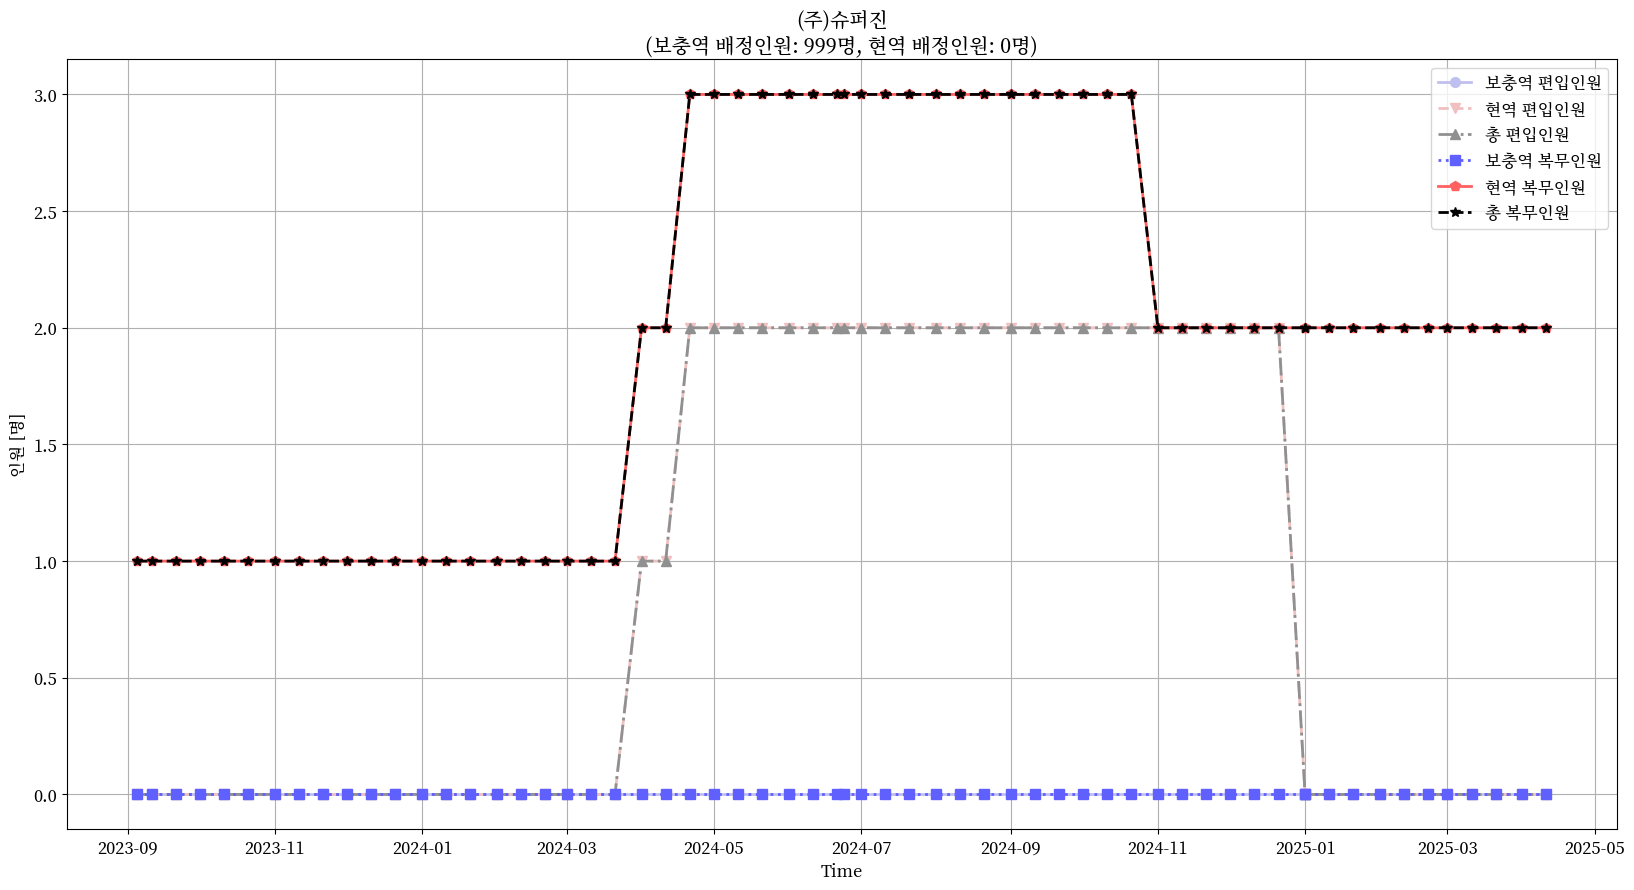 (주)슈퍼진
(보충역 배정인원: 999명, 현역 배정인원: 0명)
보충역 편입인원
현역 편입인원
총 편입인원
보충역 복무인원
현역 복무인원
총 복무인원
인원 [명]
3.0
2.5
2.0
1.5
1.0
0.5
0.0
2023-09 2023-11 2024-01 2024-03 2024-05 2024-07 2024-09 2024-11 2025-01 2025-03 2025-05
Time